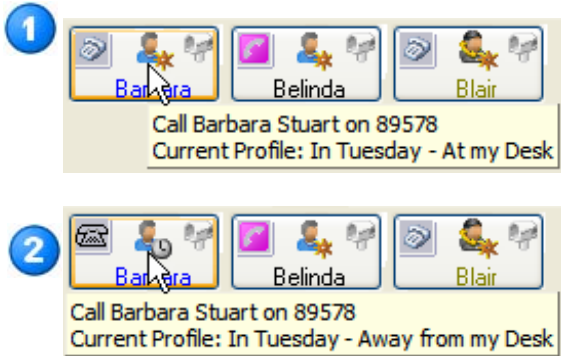 1
Barbara Belinda Blair
Call Barbara Stuart on 89578
Current Profile: In Tuesday - At my Desk
2
Barbara Belinda Blair
Call Barbara Stuart on 89578
Current Profile: In Tuesday - Away from my Desk